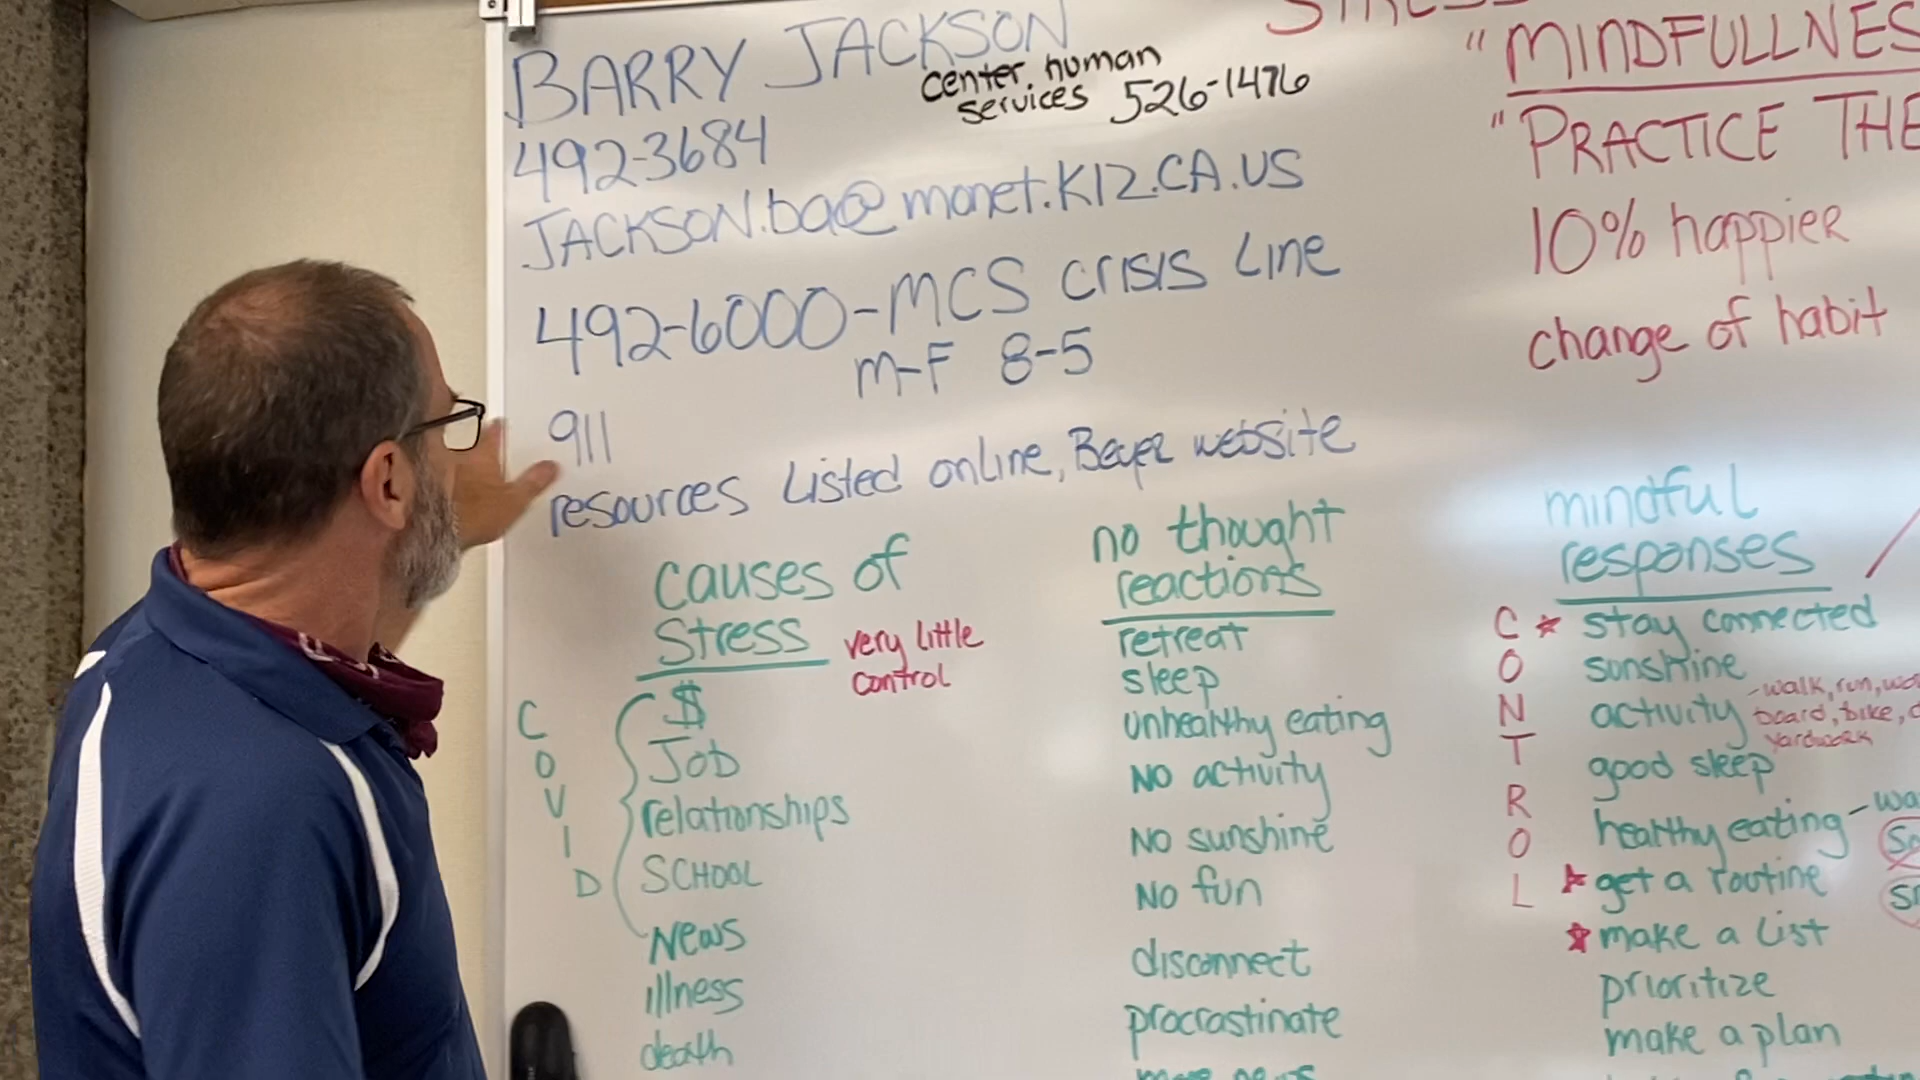 BARRY JACKSON
center human
services 526-1476
492-3684
JACKSON.ba@monet.K12.CA.US
492-6000-MCS crisis Line
m-F 8-5
911
resources Listed online, Beyer website
"MINDFULLNES
"PRACTICE THE
10% happier
change of habit
causes of
Stress
very little
control
COVID
$
Job
relationships
SCHOOL
News
illness
death
no thought
reactions
retreat
sleep
unhealthy eating
NO activity
NO sunshine
NO fun
disconnect
procrastinate
mindful
responses
CONTROL
stay connected
sunshine
activity
-walk, run,
board, bike,
yardwork
good sleep
healthy eating -
get a routine
make a List
prioritize
make a plan